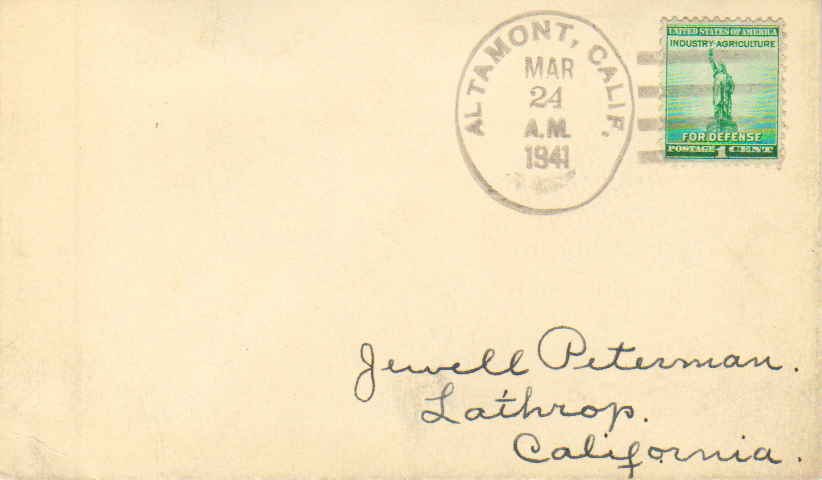 ALTAMONT, CALIF.
MAR
24
A.M.
1941
UNITED STATES OF AMERICA
INDUSTRY·AGRICULTURE
FOR DEFENSE
POSTAGE 1 CENT
Jewell Peterman.
Lathrop.
California.